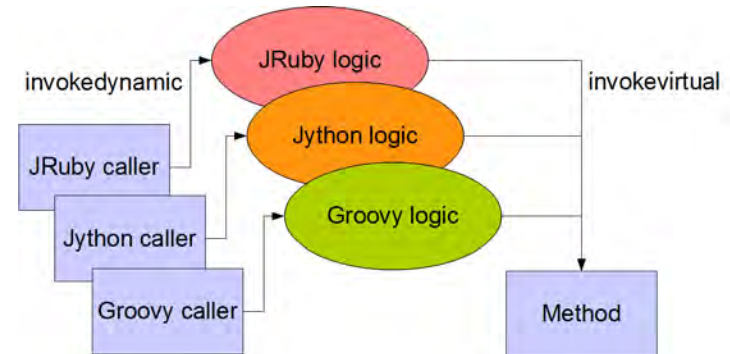 JRuby logic
invokedynamic
invokevirtual
Jython logic
JRuby caller
Groovy logic
Jython caller
Groovy caller
Method